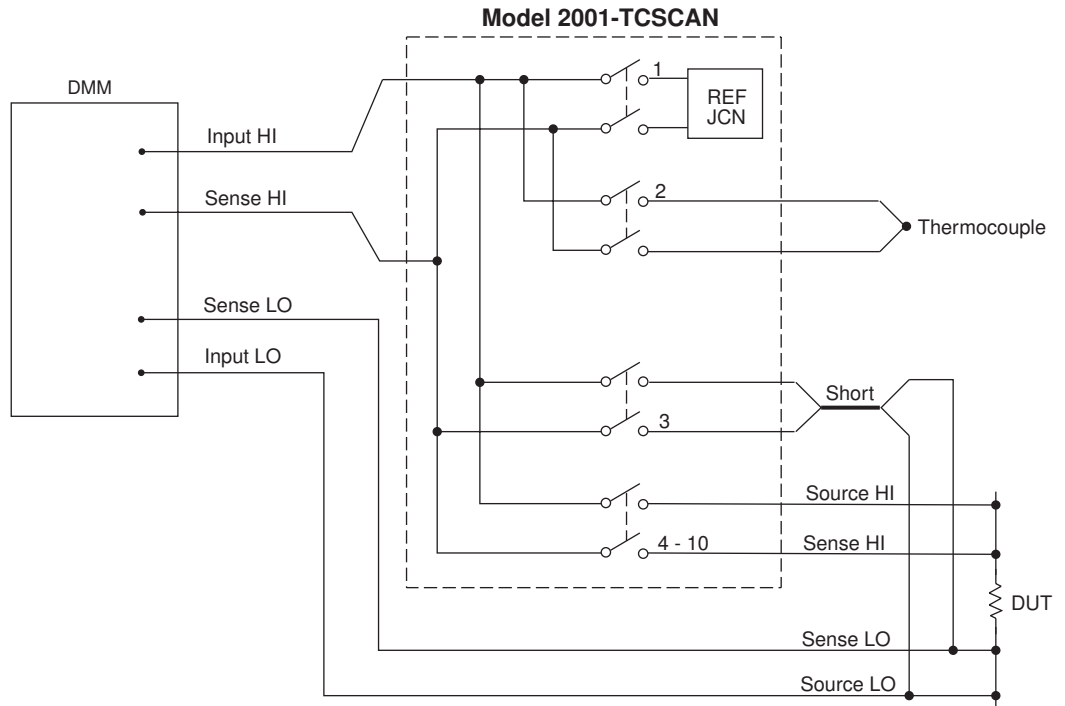 Model 2001-TCSCAN
DMM
Input HI
Sense HI
Sense LO
Input LO
1
REF
JCN
2
Thermocouple
Short
3
Source HI
4 - 10
Sense HI
DUT
Sense LO
Source LO